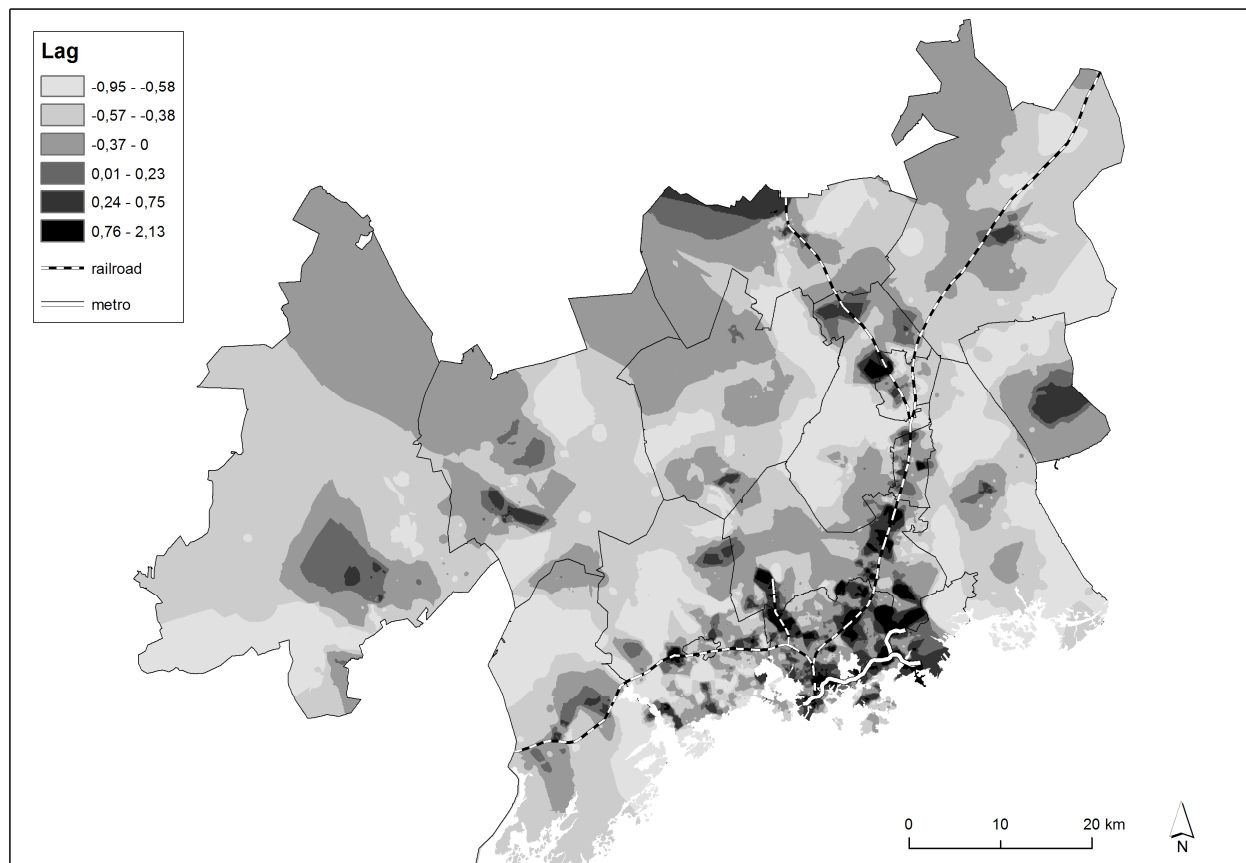 Lag
-0,95 - -0,58
-0,57 - -0,38
-0,37 - 0
0,01 - 0,23
0,24 - 0,75
0,76 - 2,13
railroad
metro
0 10 20 km
N